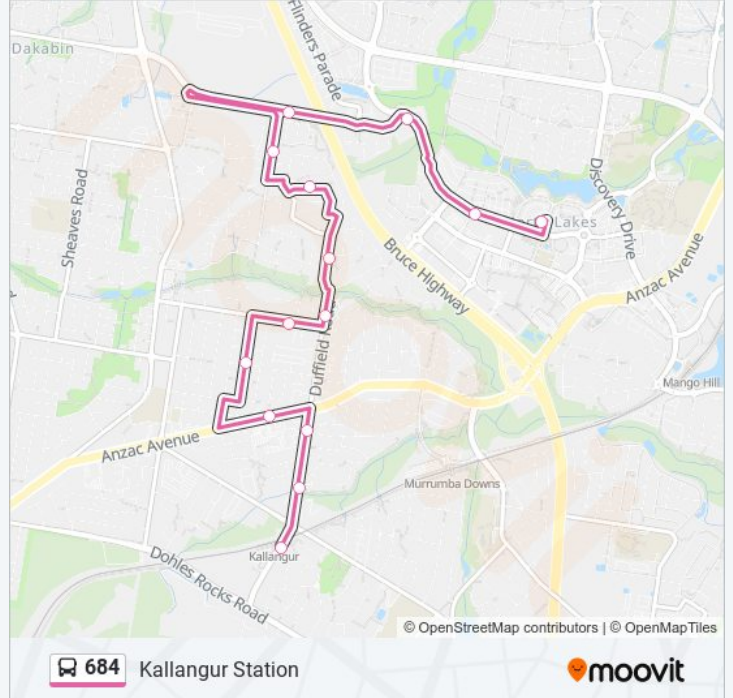 Dakabin
Flinders Parade
Sheaves Road
Discovery Drive
Lakes
Bruce Highway
Anzac Avenue
Duffield
Mango Hill
Anzac Avenue
Murrumba Downs
Kallangur
Dohles Rocks Road
© OpenStreetMap contributors | © OpenMapTiles
684 Kallangur Station
moovit